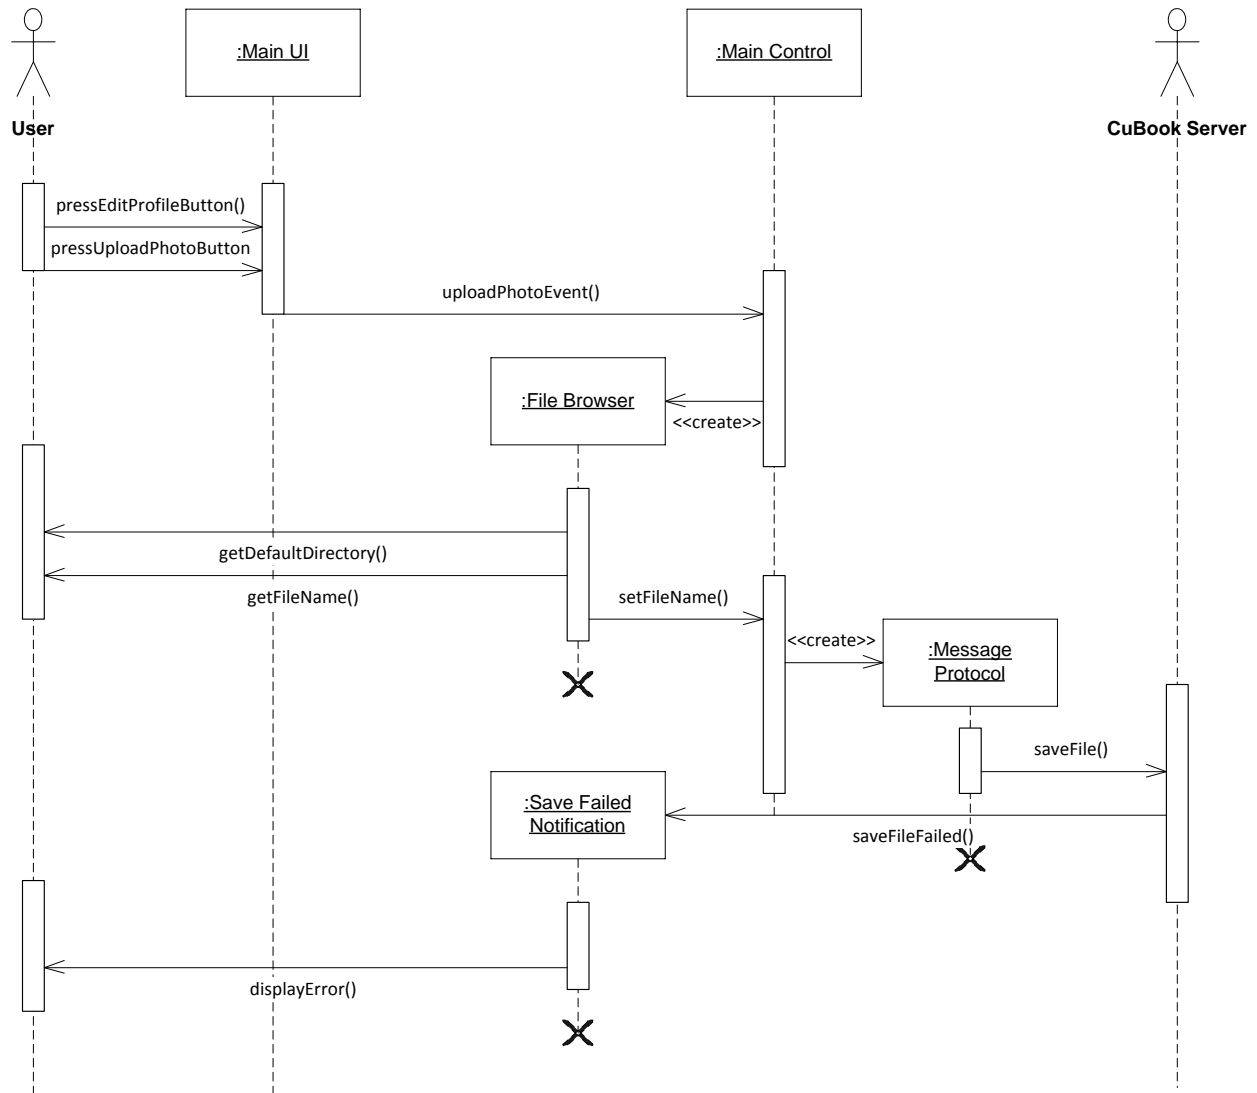 :Main UI
:Main Control
User
CuBook Server
pressEditProfileButton()
pressUploadPhotoButton
uploadPhotoEvent()
:File Browser
<<create>>
getDefaultDirectory()
getFileName()
setFileName()
<<create>>
:Message
Protocol
saveFile()
:Save Failed
Notification
saveFileFailed()
displayError()